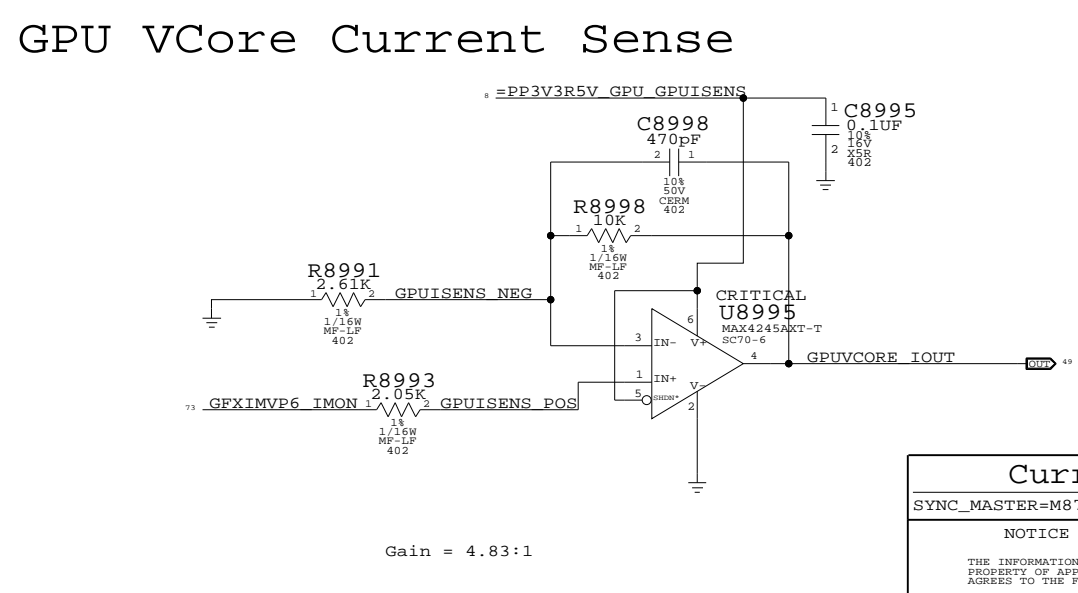 GPU VCore Current Sense
8 =PP3V3R5V_GPU_GPUISENS
C8998
470pF
2 1
10%
50V
CERM
402
1 C8995
0.1UF
10%
16V
2 X5R
402
R8998
10K
1 2
1%
1/16W
MF-LF
402
R8991
2.61K
1 2 GPUISENS_NEG
1%
1/16W
MF-LF
402
CRITICAL
U8995
MAX4245AXT-T
SC70-6
6
3 IN- V+
4 GPUVCORE_IOUT OUT 49
1 IN+
V-
5 SHDN*
2
R8993
2.05K
73 GFXIMVP6_IMON 1 2 GPUISENS_POS
1%
1/16W
MF-LF
402
Gain = 4.83:1
Curr
SYNC_MASTER=M87
NOTICE
THE INFORMATION
PROPERTY OF APP
AGREES TO THE F